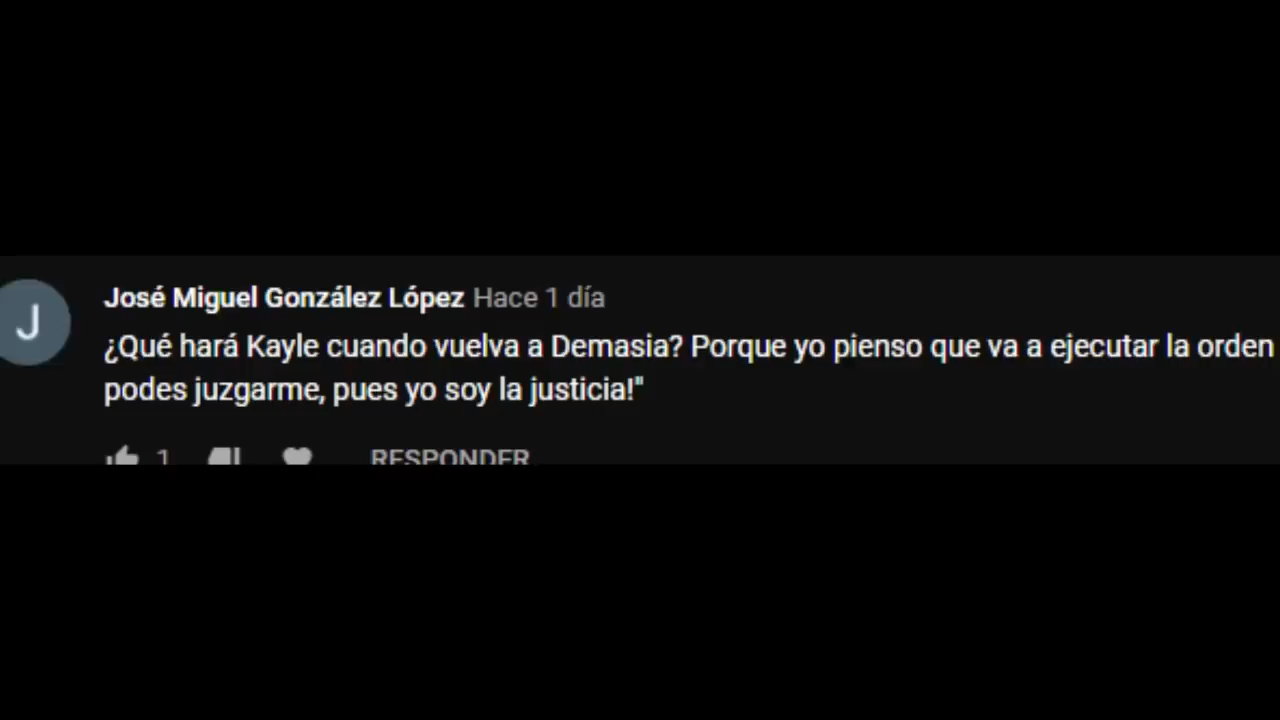 J
José Miguel González López Hace 1 día
¿Qué hará Kayle cuando vuelva a Demasia? Porque yo pienso que va a ejecutar la orden
podes juzgarme, pues yo soy la justicia!"
1 RESPONDER